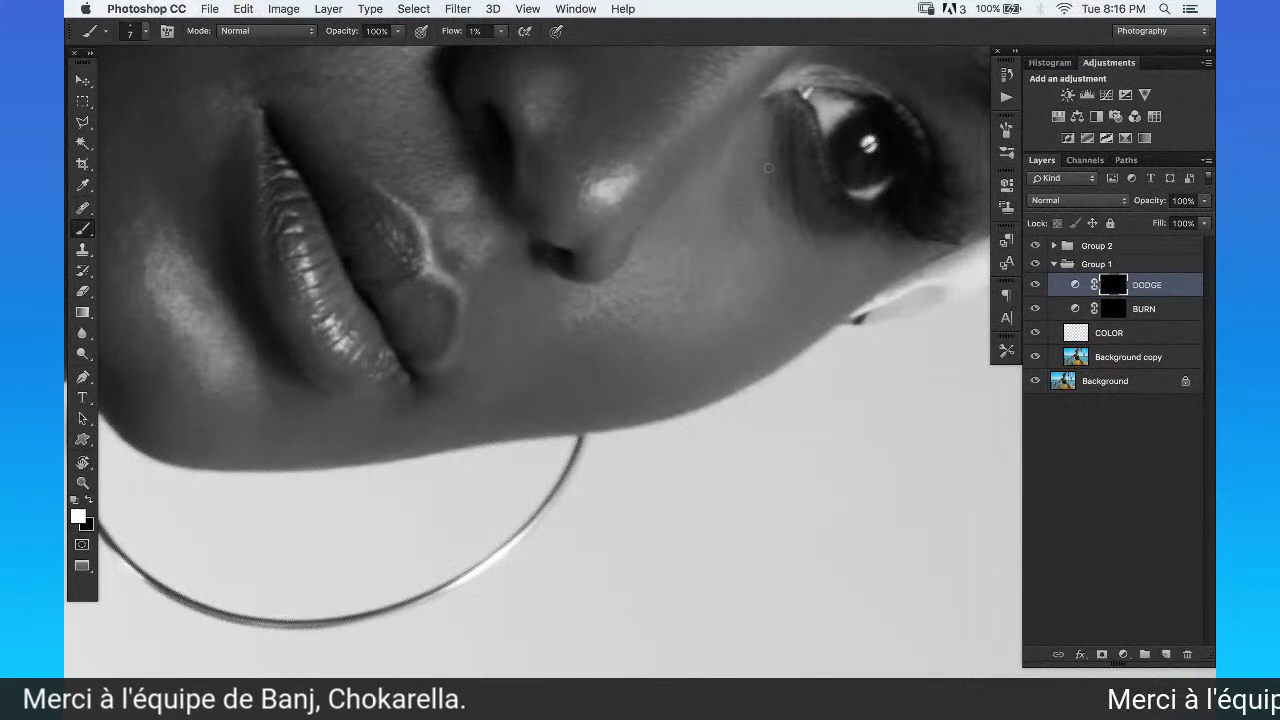 Photoshop CC File Edit Image Layer Type Select Filter 3D View Window Help 3 100% Tue 8:16 PM
7 Mode: Normal Opacity: 100% Flow: 1% Photography
Histogram Adjustments
Add an adjustment
Layers Channels Paths
Kind
Normal Opacity: 100%
Lock: Fill: 100%
Group 2
Group 1
DODGE
BURN
COLOR
Background copy
Background
Merci à l'équipe de Banj, Chokarella. Merci à l'équip